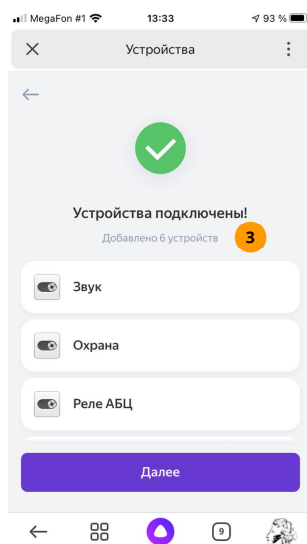 MegaFon #1 13:33 93 %
Устройства
Устройства подключены!
Добавлено 6 устройств 3
Звук
Охрана
Реле АБЦ
Далее
9